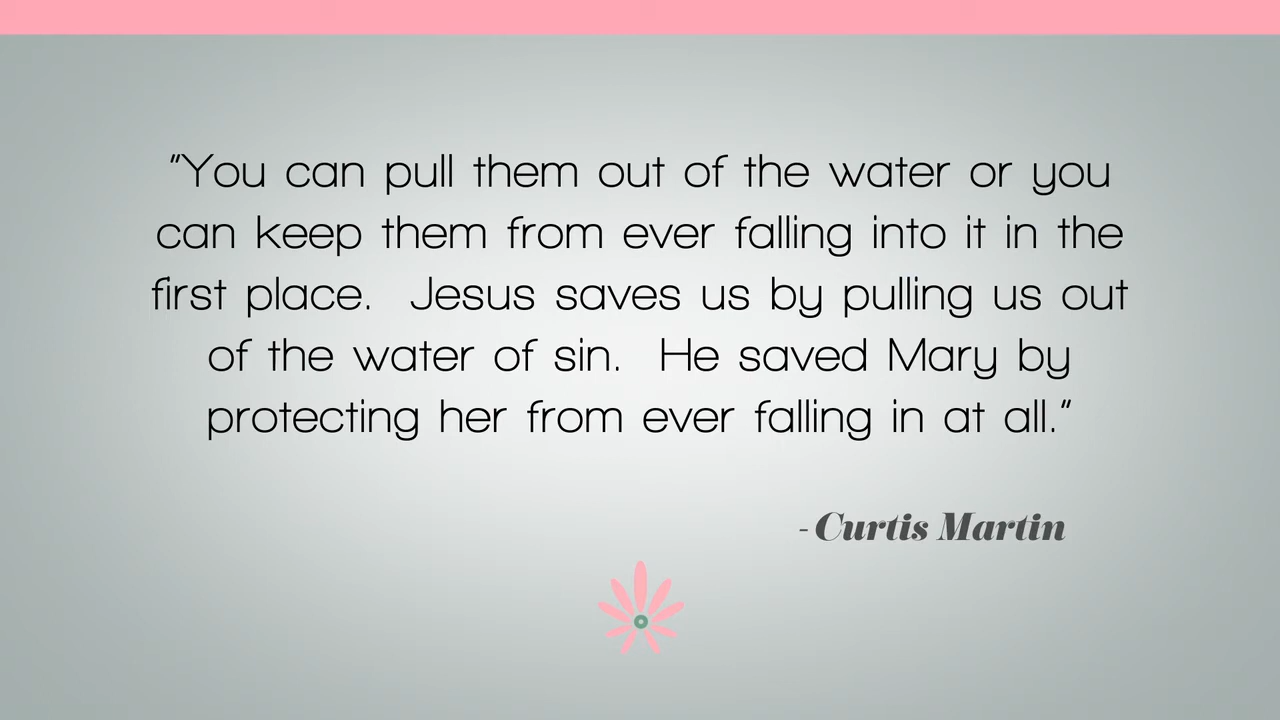 "You can pull them out of the water or you
can keep them from ever falling into it in the
first place.  Jesus saves us by pulling us out
of the water of sin.  He saved Mary by
protecting her from ever falling in at all."
- Curtis Martin